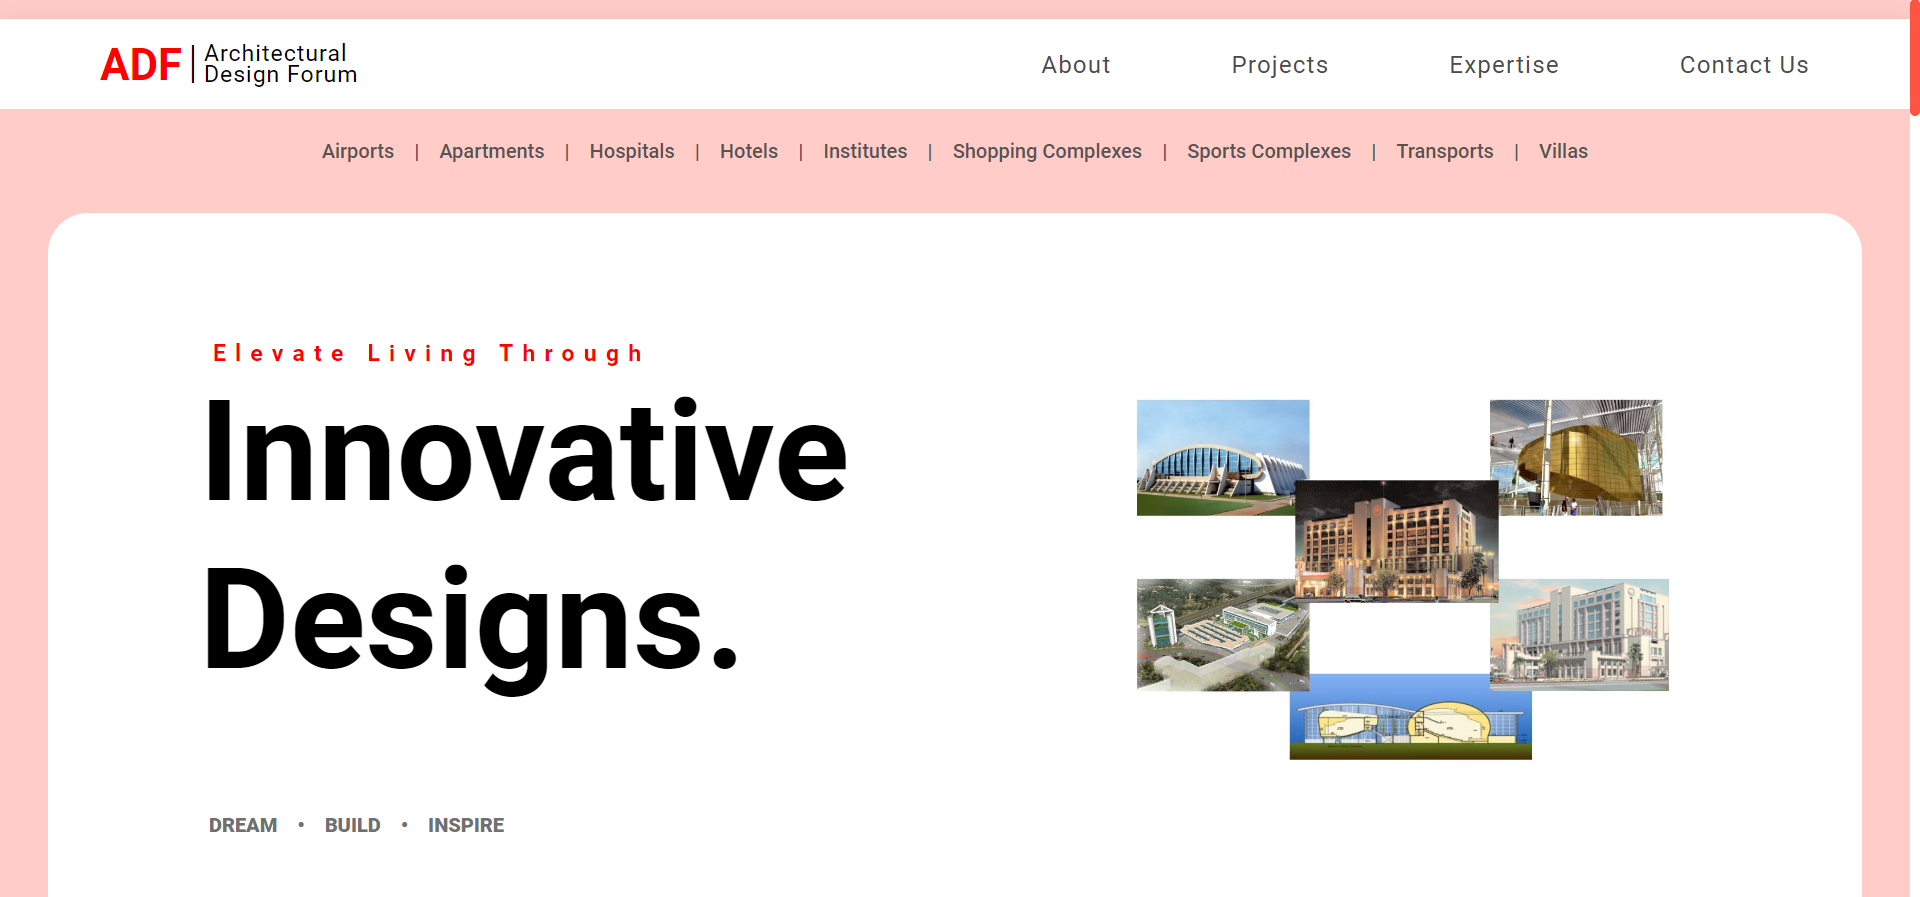 ADF | Architectural
Design Forum
About Projects Expertise Contact Us
Airports | Apartments | Hospitals | Hotels | Institutes | Shopping Complexes | Sports Complexes | Transports | Villas
Elevate Living Through
Innovative
Designs.
DREAM • BUILD • INSPIRE